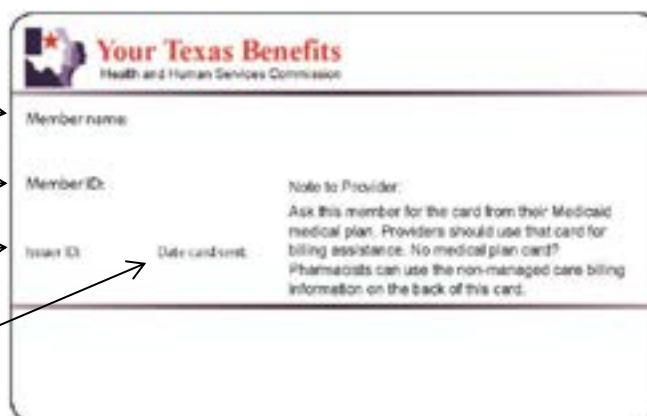 Your Texas Benefits
Health and Human Services Commission
Member name:
Member ID:
Note to Provider:
Ask this member for the card from their Medicaid
medical plan. Providers should use that card for
Issuer ID: Date card sent: billing assistance. No medical plan card?
Pharmacists can use the non-managed care billing
information on the back of this card.